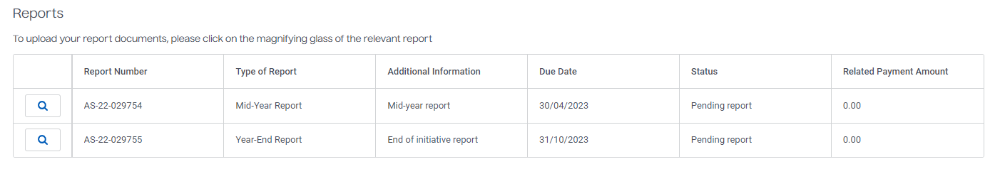 Reports
To upload your report documents, please click on the magnifying glass of the relevant report
Report Number Type of Report Additional Information Due Date Status Related Payment Amount
AS-22-029754 Mid-Year Report Mid-year report 30/04/2023 Pending report 0.00
AS-22-029755 Year-End Report End of initiative report 31/10/2023 Pending report 0.00